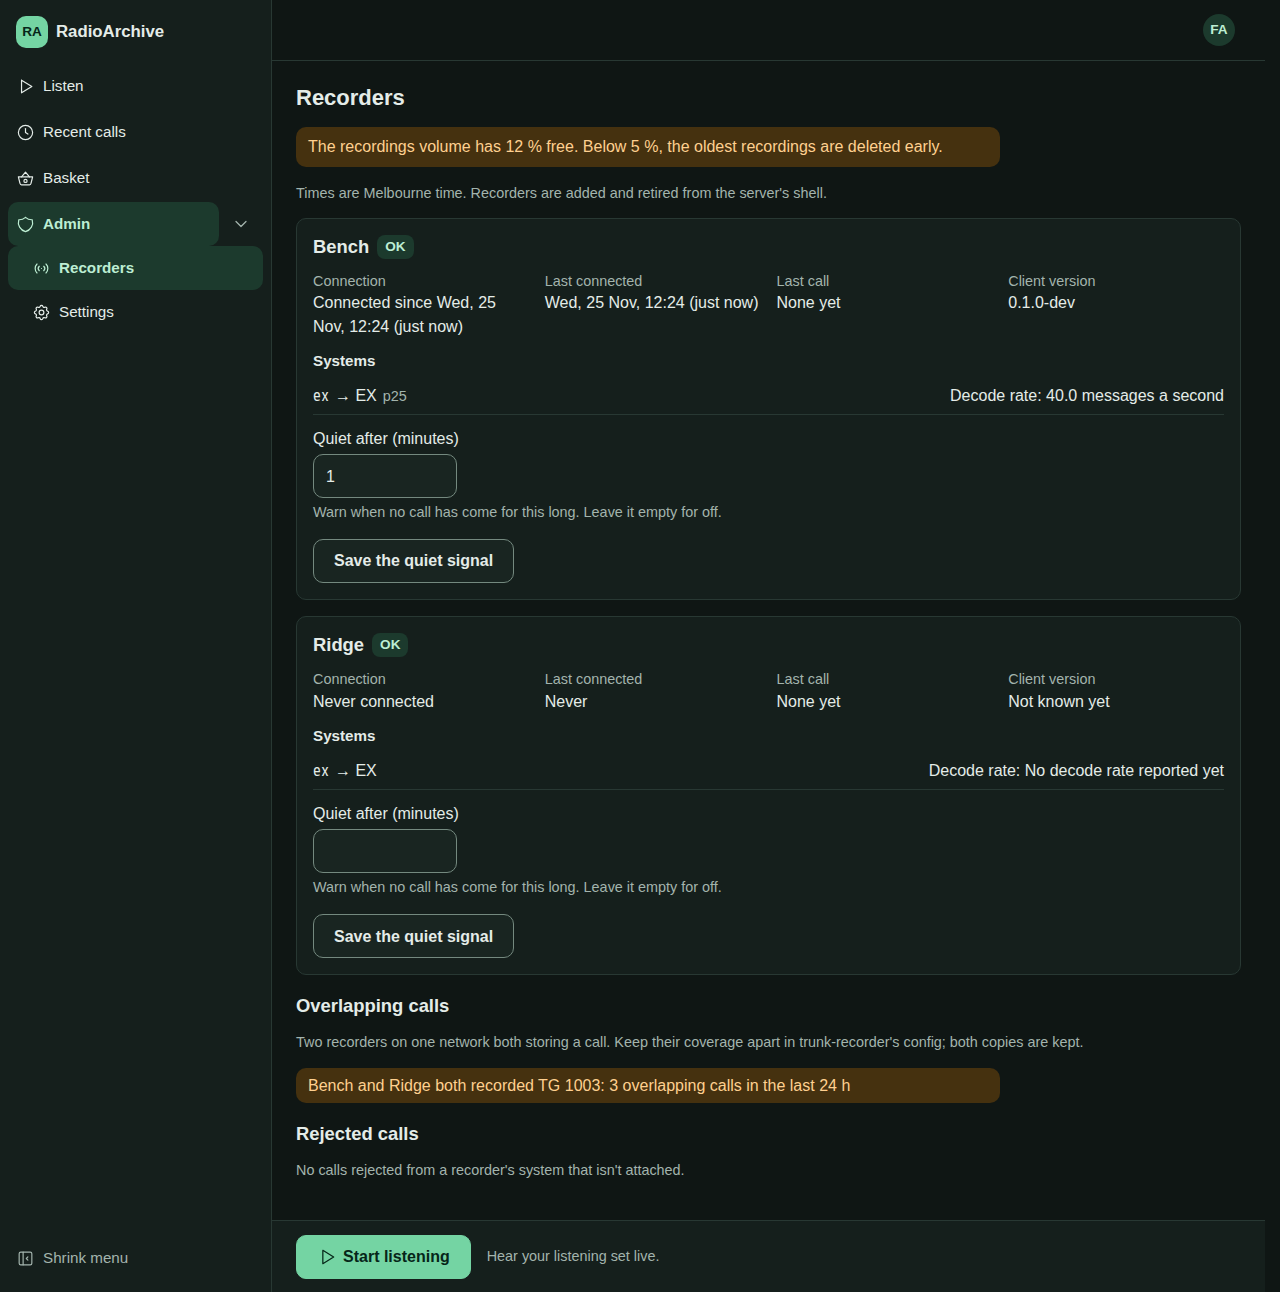 RA RadioArchive
FA
Listen
Recent calls
Basket
Admin
Recorders
Settings
Shrink menu
Recorders
The recordings volume has 12 % free. Below 5 %, the oldest recordings are deleted early.
Times are Melbourne time. Recorders are added and retired from the server's shell.
Bench OK
Connection
Connected since Wed, 25
Nov, 12:24 (just now)
Last connected
Wed, 25 Nov, 12:24 (just now)
Last call
None yet
Client version
0.1.0-dev
Systems
ex → EX p25
Decode rate: 40.0 messages a second
Quiet after (minutes)
1
Warn when no call has come for this long. Leave it empty for off.
Save the quiet signal
Ridge OK
Connection
Never connected
Last connected
Never
Last call
None yet
Client version
Not known yet
Systems
ex → EX
Decode rate: No decode rate reported yet
Quiet after (minutes)
Warn when no call has come for this long. Leave it empty for off.
Save the quiet signal
Overlapping calls
Two recorders on one network both storing a call. Keep their coverage apart in trunk-recorder's config; both copies are kept.
Bench and Ridge both recorded TG 1003: 3 overlapping calls in the last 24 h
Rejected calls
No calls rejected from a recorder's system that isn't attached.
Start listening
Hear your listening set live.